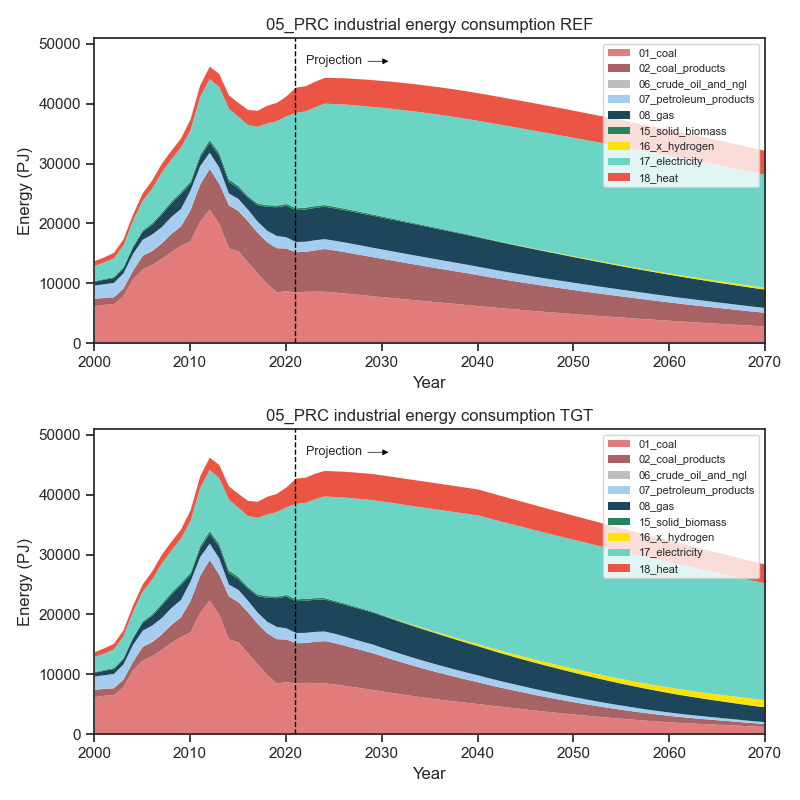 05_PRC industrial energy consumption REF
50000
40000
30000
20000
10000
0
Energy (PJ)
Projection
01_coal
02_coal_products
06_crude_oil_and_ngl
07_petroleum_products
08_gas
15_solid_biomass
16_x_hydrogen
17_electricity
18_heat
2000 2010 2020 2030 2040 2050 2060 2070
Year
05_PRC industrial energy consumption TGT
50000
40000
30000
20000
10000
0
Energy (PJ)
Projection
01_coal
02_coal_products
06_crude_oil_and_ngl
07_petroleum_products
08_gas
15_solid_biomass
16_x_hydrogen
17_electricity
18_heat
2000 2010 2020 2030 2040 2050 2060 2070
Year